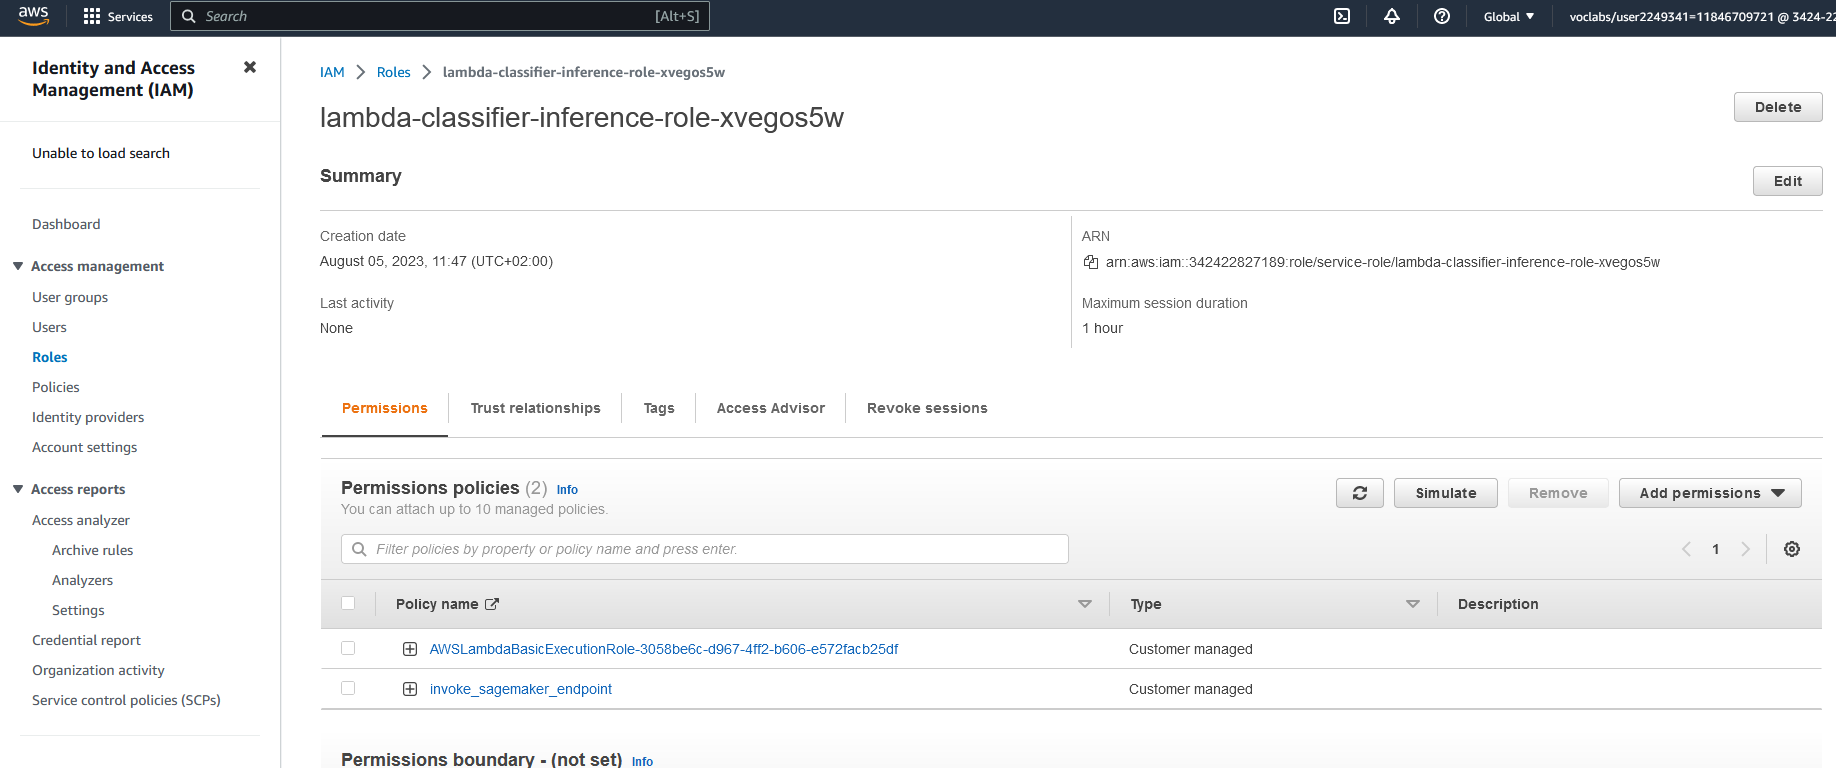 aws
Services
Search [Alt+S]
Global
voclabs/user2249341=11846709721 @ 3424-22
Identity and Access
Management (IAM)
Unable to load search
Dashboard
Access management
User groups
Users
Roles
Policies
Identity providers
Account settings
Access reports
Access analyzer
Archive rules
Analyzers
Settings
Credential report
Organization activity
Service control policies (SCPs)
IAM > Roles > lambda-classifier-inference-role-xvegos5w
lambda-classifier-inference-role-xvegos5w
Delete
Summary
Edit
Creation date
August 05, 2023, 11:47 (UTC+02:00)
Last activity
None
ARN
arn:aws:iam::342422827189:role/service-role/lambda-classifier-inference-role-xvegos5w
Maximum session duration
1 hour
Permissions
Trust relationships
Tags
Access Advisor
Revoke sessions
Permissions policies (2) Info
You can attach up to 10 managed policies.
Simulate
Remove
Add permissions
Filter policies by property or policy name and press enter.
1
Policy name
Type
Description
AWSLambdaBasicExecutionRole-3058be6c-d967-4ff2-b606-e572facb25df
Customer managed
invoke_sagemaker_endpoint
Customer managed
Permissions boundary - (not set) Info